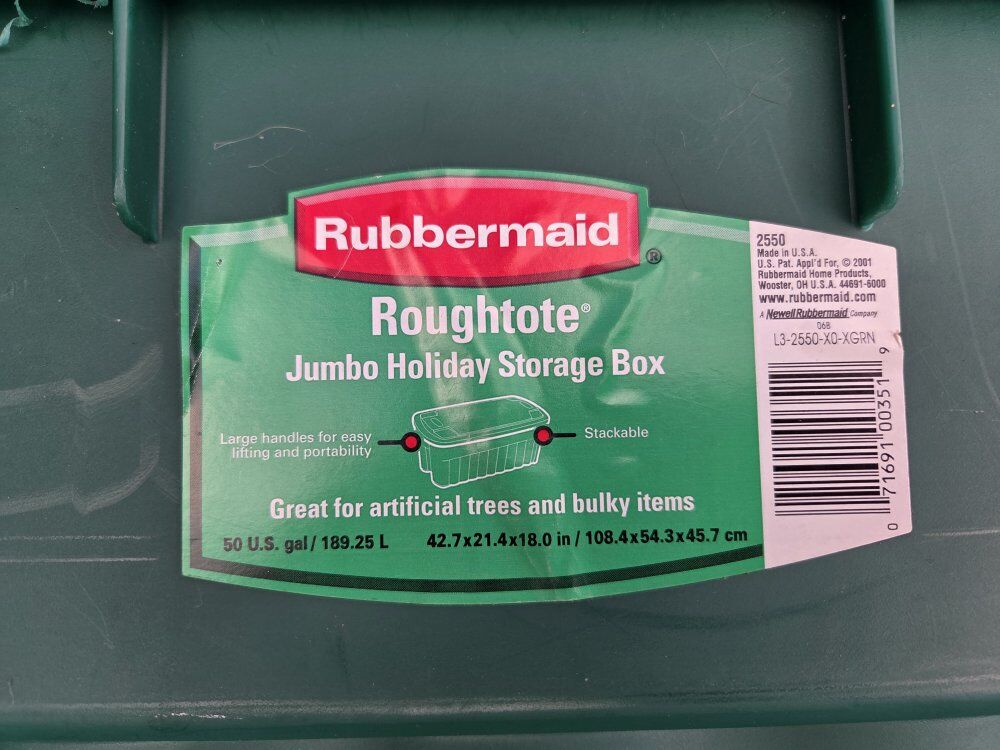 Rubbermaid
®
Roughtote®
Jumbo Holiday Storage Box
Large handles for easy
lifting and portability
Stackable
Great for artificial trees and bulky items
50 U.S. gal / 189.25 L
42.7x21.4x18.0 in / 108.4x54.3x45.7 cm
2550
Made in U.S.A.
U.S. Pat. Appl'd For, © 2001
Rubbermaid Home Products,
Wooster, OH U.S.A. 44691-6000
www.rubbermaid.com
A Newell Rubbermaid Company
06B
L3-2550-X0-XGRN
0 71691 00351 9